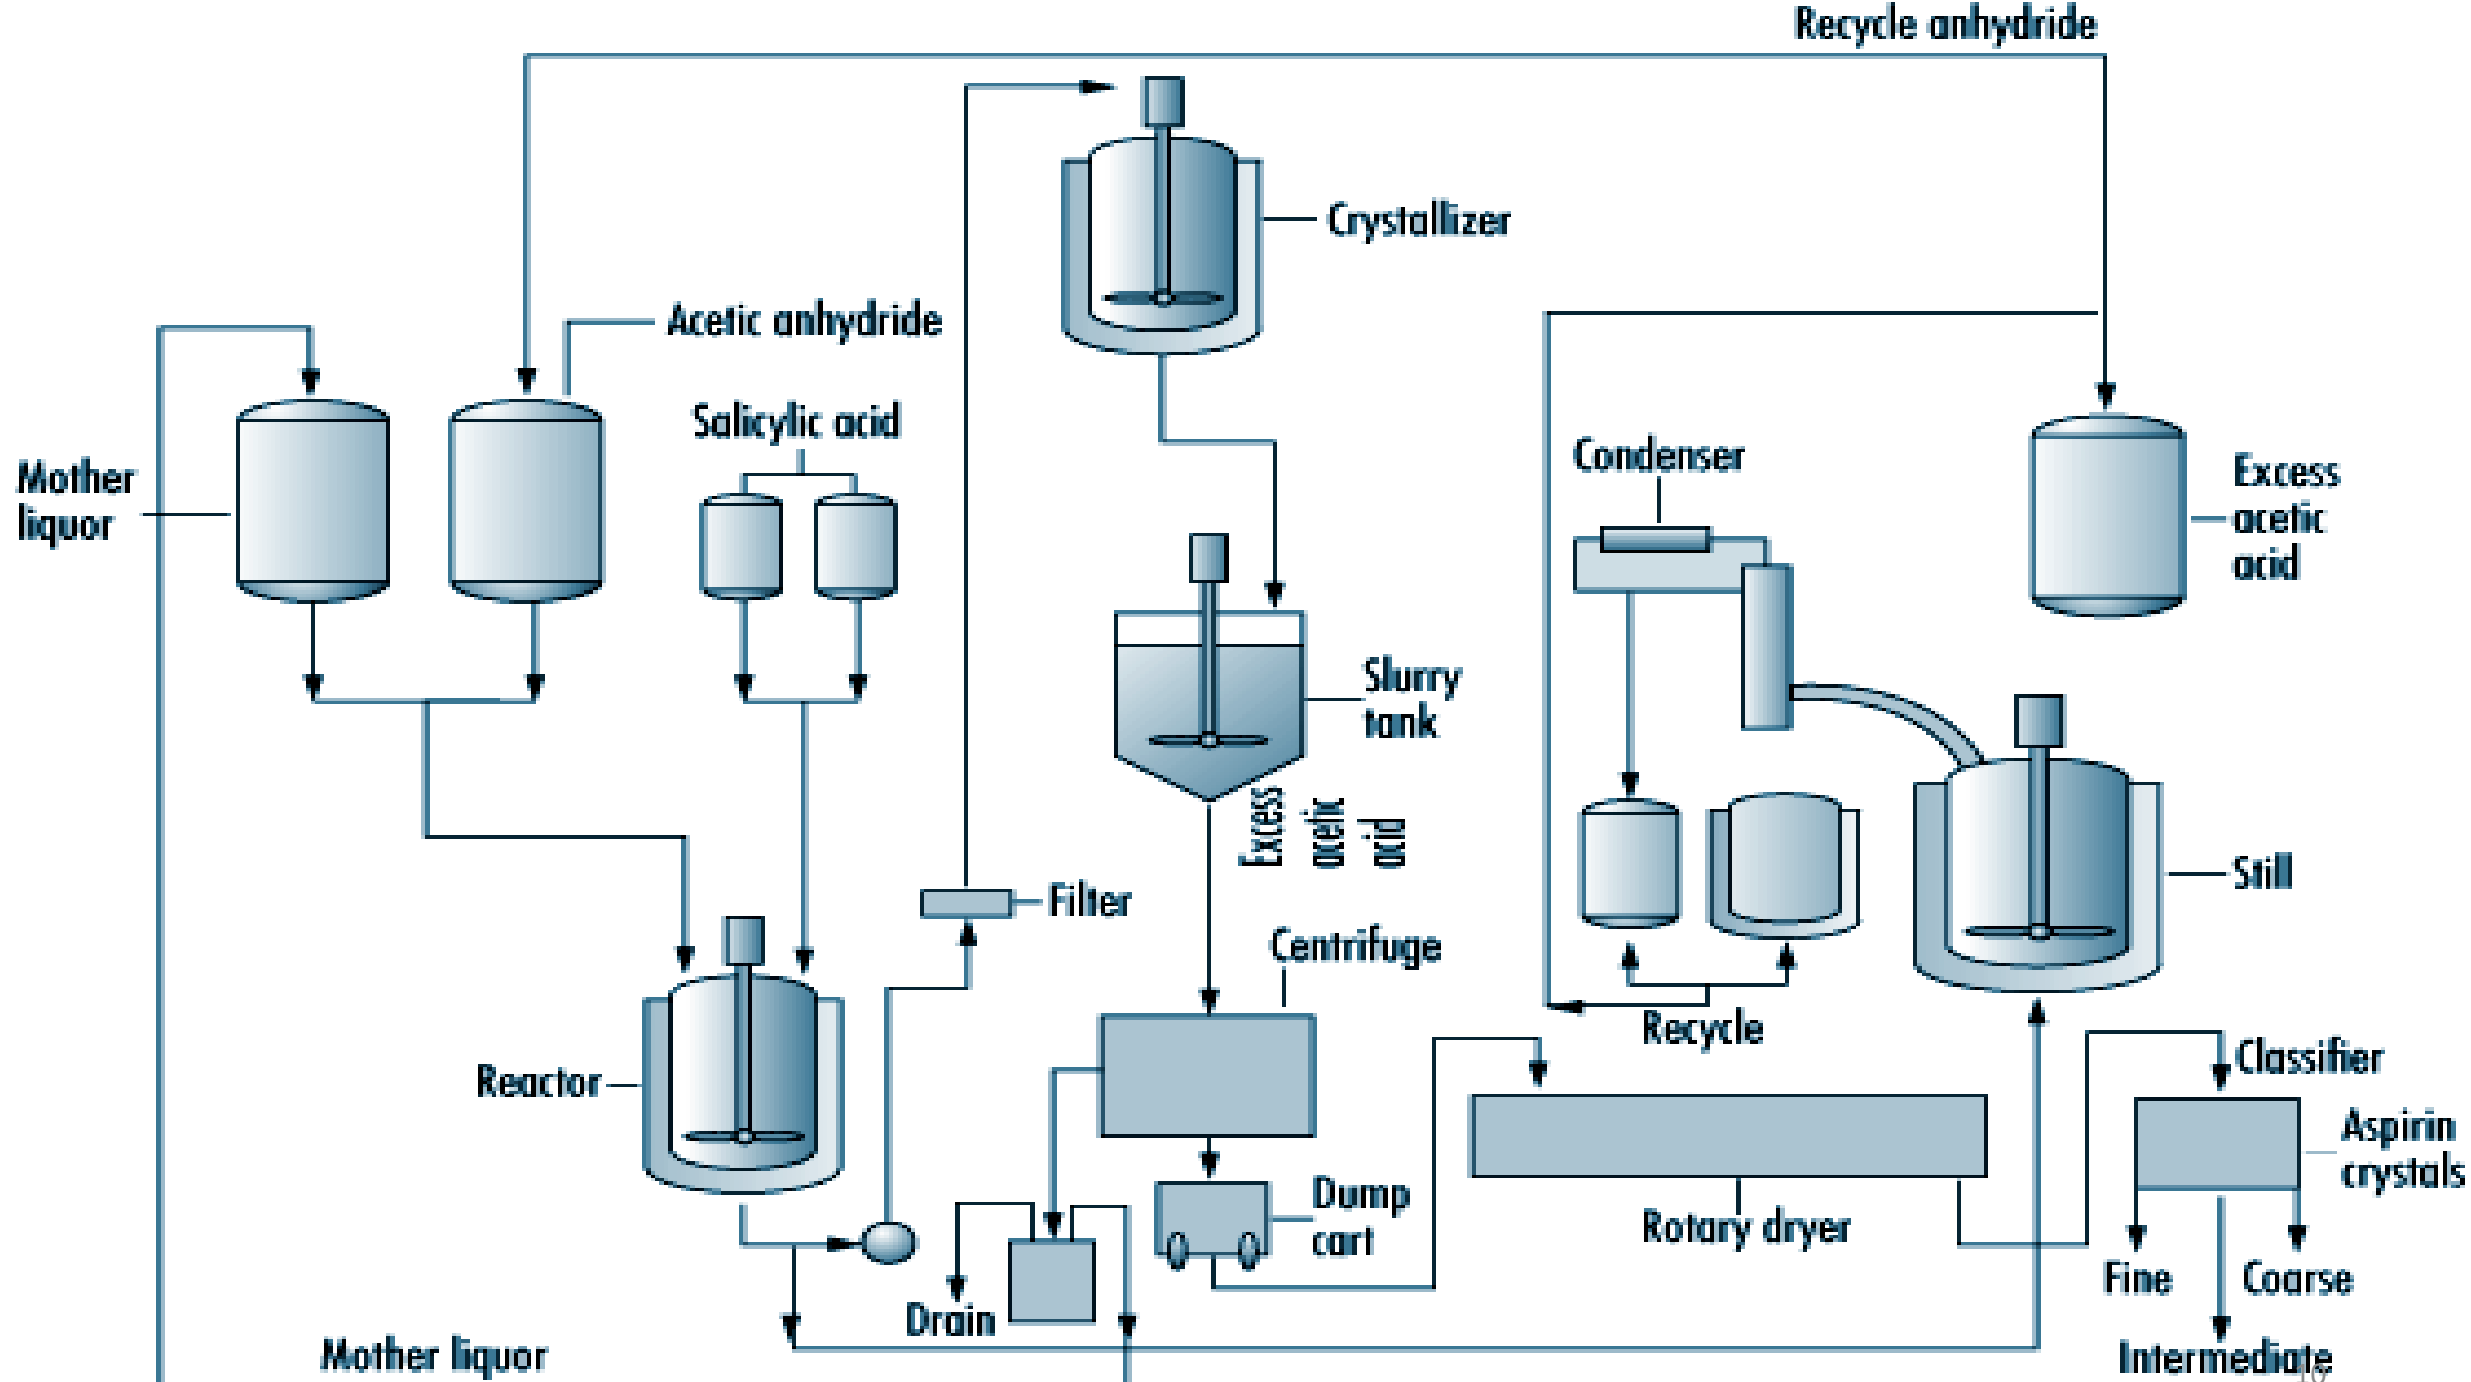 Recycle anhydride
Crystallizer
Acetic anhydride
Salicylic acid
Mother
liquor
Condenser
Excess
acetic
acid
Slurry
tank
Excess
acetic
acid
Still
Filter
Centrifuge
Recycle
Reactor
Classifier
Aspirin
crystals
Dump
cart
Rotary dryer
Fine
Coarse
Drain
Mother liquor
Intermediate
10